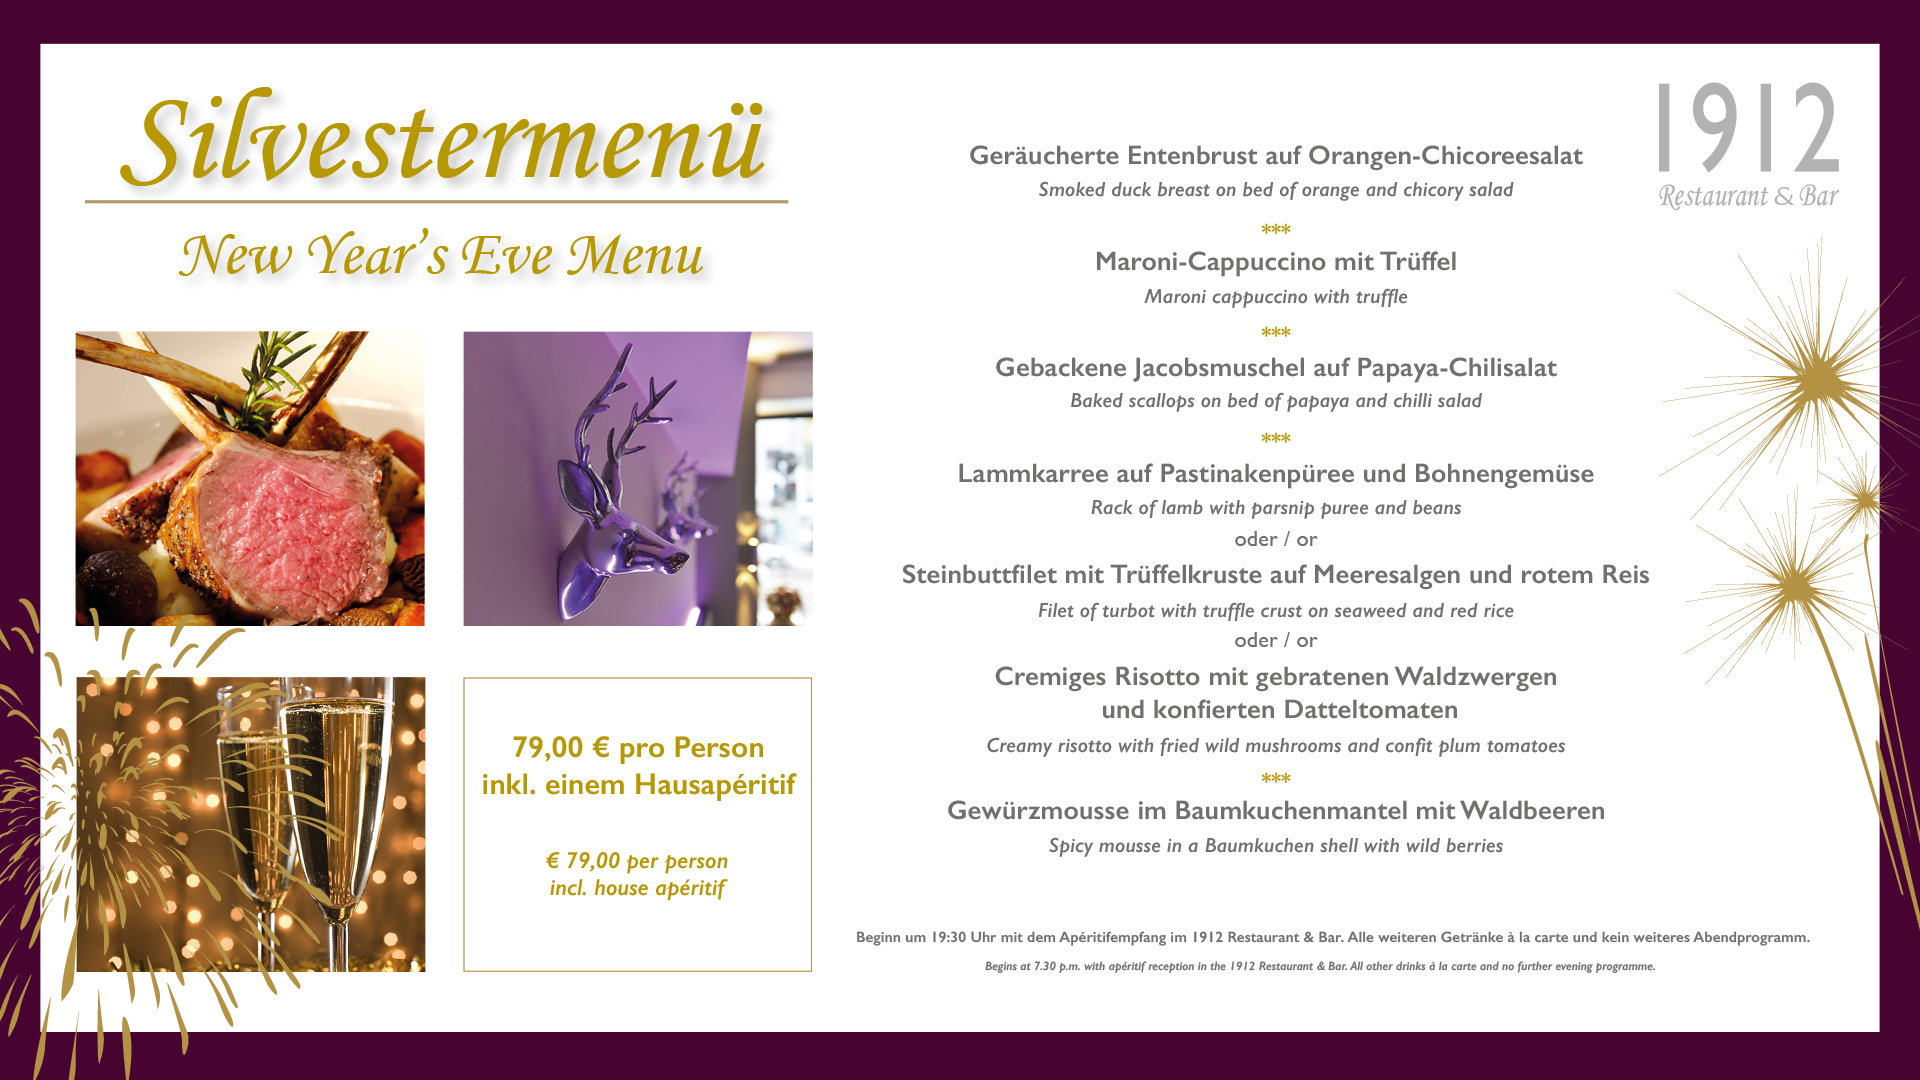 Silvestermenü
New Year's Eve Menu
79,00 € pro Person
inkl. einem Hausapéritif
€ 79,00 per person
incl. house apéritif
1912
Restaurant & Bar
Geräucherte Entenbrust auf Orangen-Chicoreesalat
Smoked duck breast on bed of orange and chicory salad
***
Maroni-Cappuccino mit Trüffel
Maroni cappuccino with truffle
***
Gebackene Jacobsmuschel auf Papaya-Chilisalat
Baked scallops on bed of papaya and chilli salad
***
Lammkarree auf Pastinakenpüree und Bohnengemüse
Rack of lamb with parsnip puree and beans
oder / or
Steinbuttfilet mit Trüffelkruste auf Meeresalgen und rotem Reis
Filet of turbot with truffle crust on seaweed and red rice
oder / or
Cremiges Risotto mit gebratenen Waldzwergen
und konfierten Datteltomaten
Creamy risotto with fried wild mushrooms and confit plum tomatoes
***
Gewürzmousse im Baumkuchenmantel mit Waldbeeren
Spicy mousse in a Baumkuchen shell with wild berries
Beginn um 19:30 Uhr mit dem Apéritifempfang im 1912 Restaurant & Bar. Alle weiteren Getränke à la carte und kein weiteres Abendprogramm.
Begins at 7.30 p.m. with apéritif reception in the 1912 Restaurant & Bar. All other drinks à la carte and no further evening programme.